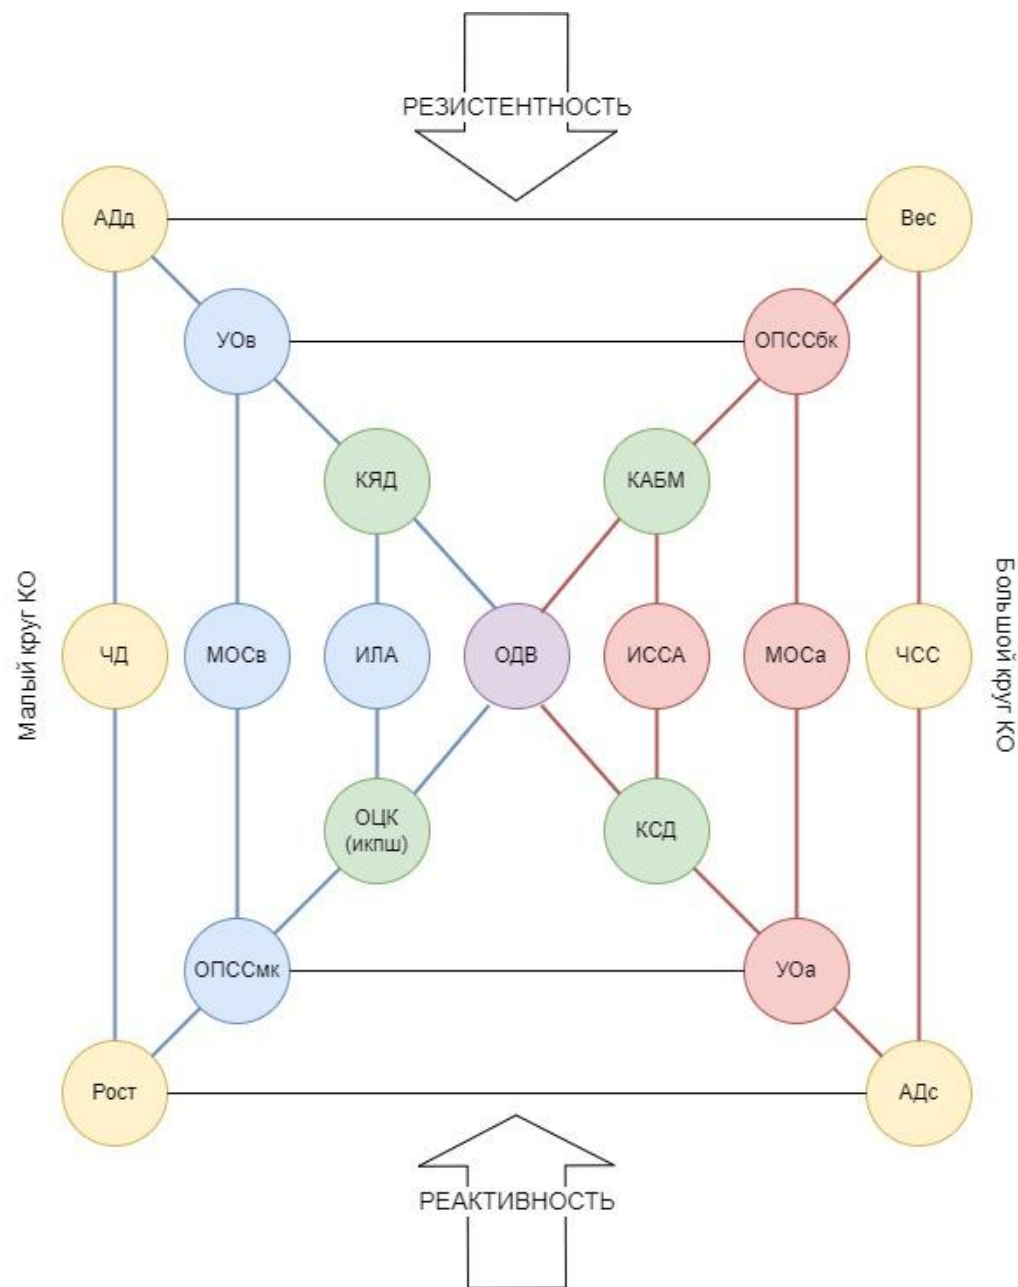 РЕЗИСТЕНТНОСТЬ
АДд
Вес
УОв
ОПССбк
КЯД
КАБМ
Малый круг КО
ЧД
МОСв
ИЛА
ОДВ
ИССА
МОСа
ЧСС
Большой круг КО
ОЦК
(икпш)
КСД
ОПССмк
УОа
Рост
АДс
РЕАКТИВНОСТЬ